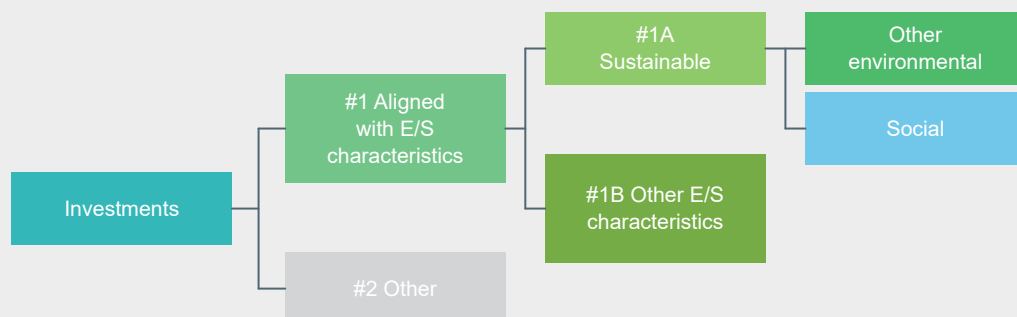 #1A
Sustainable
Other
environmental
#1 Aligned
with E/S
characteristics
Social
Investments
#1B Other E/S
characteristics
#2 Other